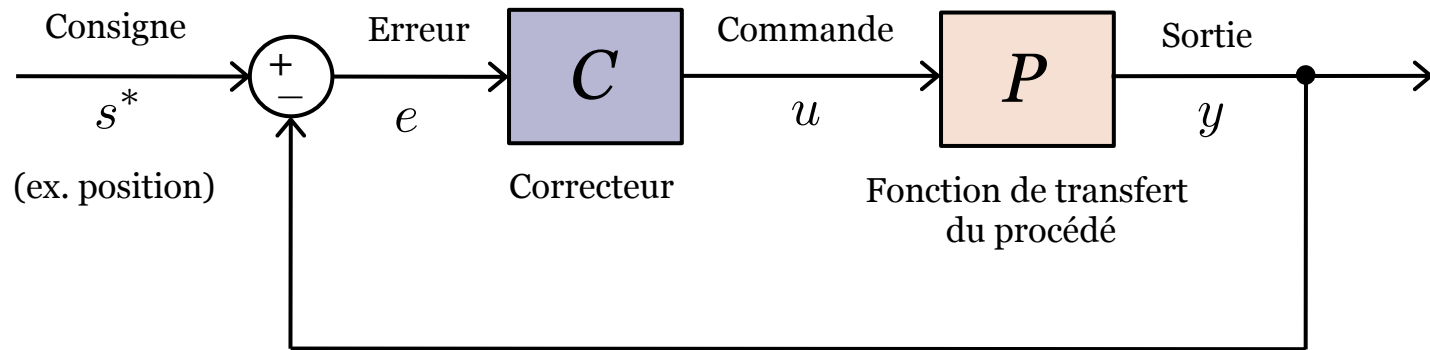 Consigne
Erreur
Commande
Sortie
+
−
C
P
s*
e
u
y
(ex. position)
Correcteur
Fonction de transfert
du procédé